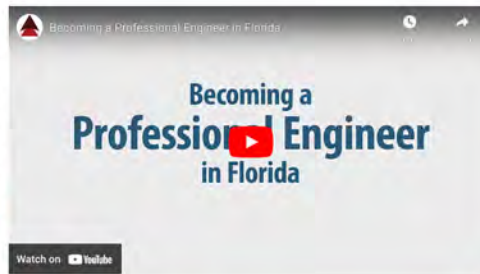 Becoming a Professional Engineer in Florida
Becoming a
Professional Engineer
in Florida
Watch on YouTube